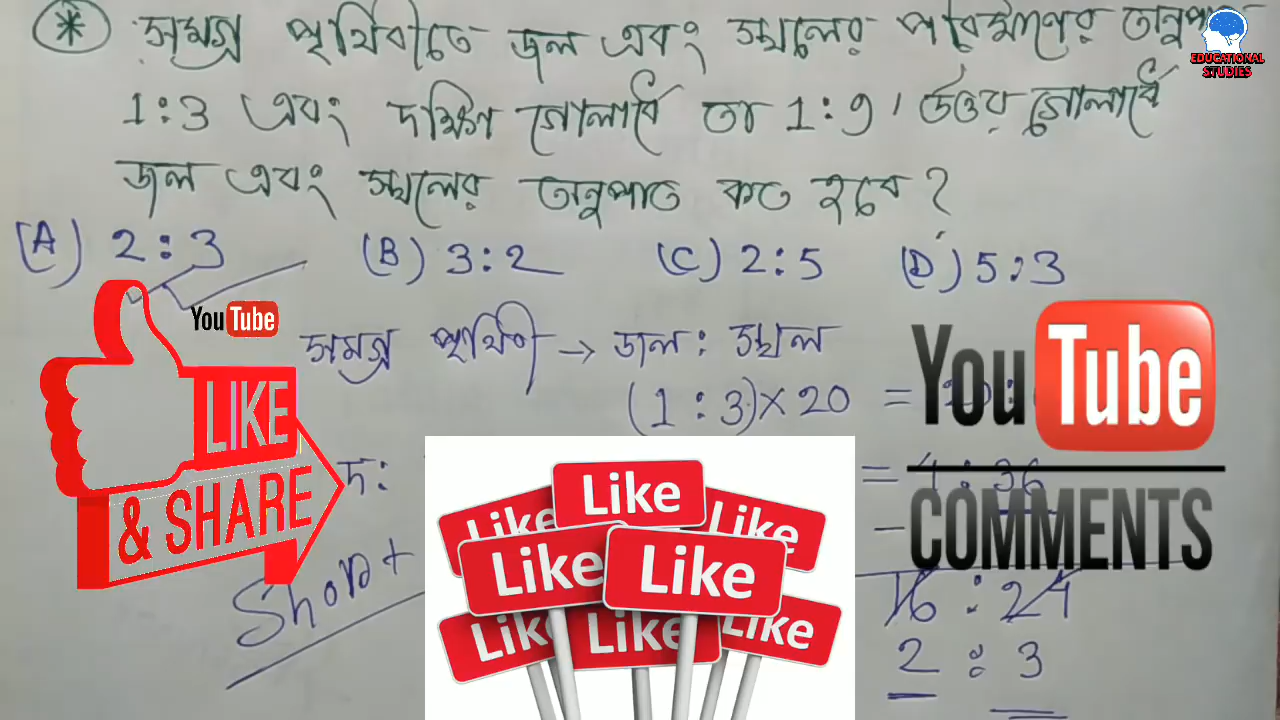 * সমগ্র পৃথিবীতে জল এবং স্থলের পরিমাণের
EDUCATIONAL STUDIES
1:3 এবং দক্ষিণ গোলার্ধে তা 1:9, উত্তর গোলার্ধে
জল এবং স্থলের অনুপাত কত হবে ?
(A) 2:3 (B) 3:2 (C) 2:5 (D) 5:3
YouTube
সমগ্র পৃথিবী → জল : স্থল
(1 : 3)×20 =
YouTube
LIKE
& SHARE
দ: =
36
COMMENTS
Short
Like
Like Like
Like Like
Like Like Like
16 : 24
2 : 3